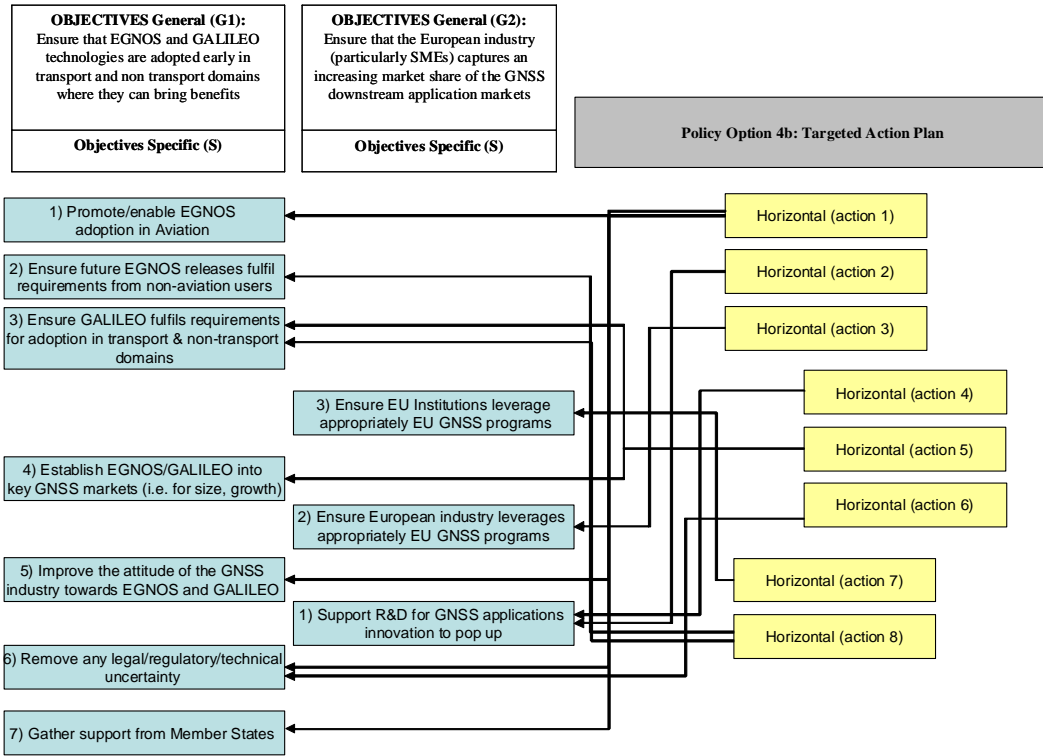 OBJECTIVES General (G1):
Ensure that EGNOS and GALILEO
technologies are adopted early in
transport and non transport domains
where they can bring benefits
Objectives Specific (S)
OBJECTIVES General (G2):
Ensure that the European industry
(particularly SMEs) captures an
increasing market share of the GNSS
downstream application markets
Objectives Specific (S)
Policy Option 4b: Targeted Action Plan
1) Promote/enable EGNOS
adoption in Aviation
2) Ensure future EGNOS releases fulfil
requirements from non-aviation users
3) Ensure GALILEO fulfils requirements
for adoption in transport & non-transport
domains
4) Establish EGNOS/GALILEO into
key GNSS markets (i.e. for size, growth)
5) Improve the attitude of the GNSS
industry towards EGNOS and GALILEO
6) Remove any legal/regulatory/technical
uncertainty
7) Gather support from Member States
3) Ensure EU Institutions leverage
appropriately EU GNSS programs
2) Ensure European industry leverages
appropriately EU GNSS programs
1) Support R&D for GNSS applications
innovation to pop up
Horizontal (action 1)
Horizontal (action 2)
Horizontal (action 3)
Horizontal (action 4)
Horizontal (action 5)
Horizontal (action 6)
Horizontal (action 7)
Horizontal (action 8)